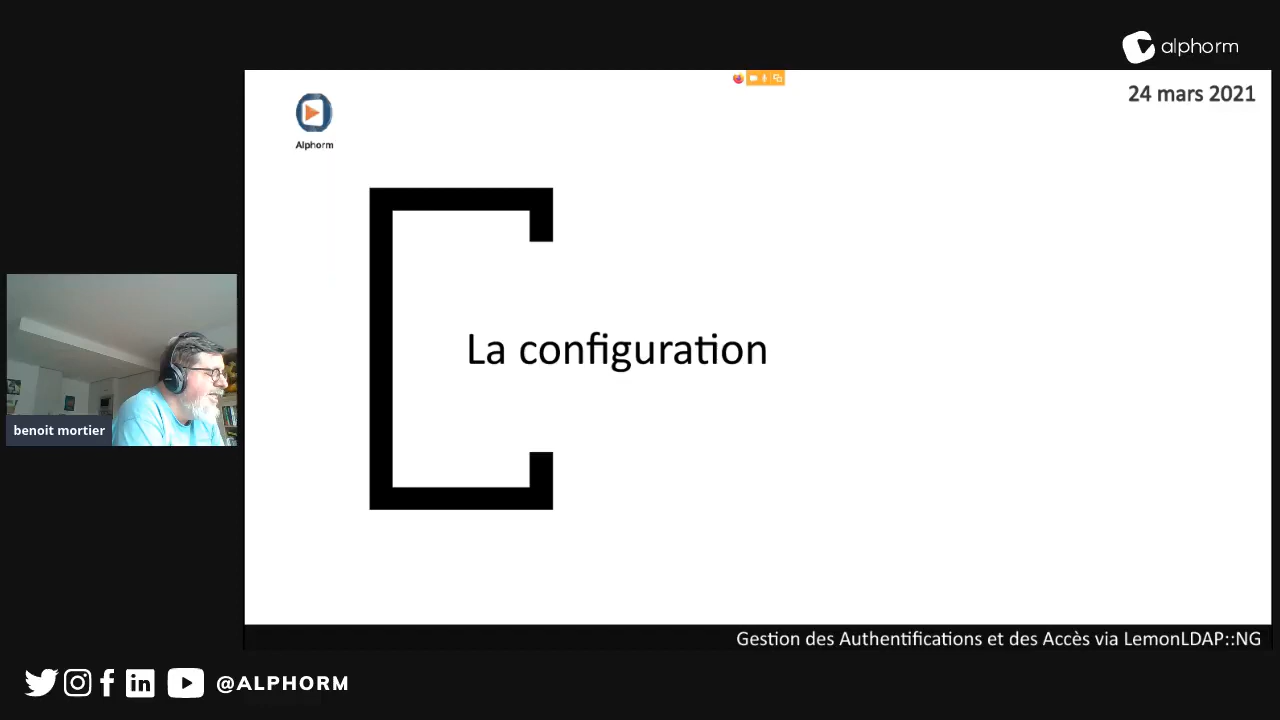 alphorm
24 mars 2021
Alphorm
La configuration
benoit mortier
Gestion des Authentifications et des Accès via LemonLDAP::NG
@ALPHORM